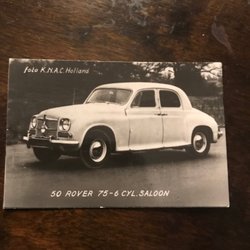 Foto K.N.A.C. Holland
50 ROVER 75-6 CYL. SALOON